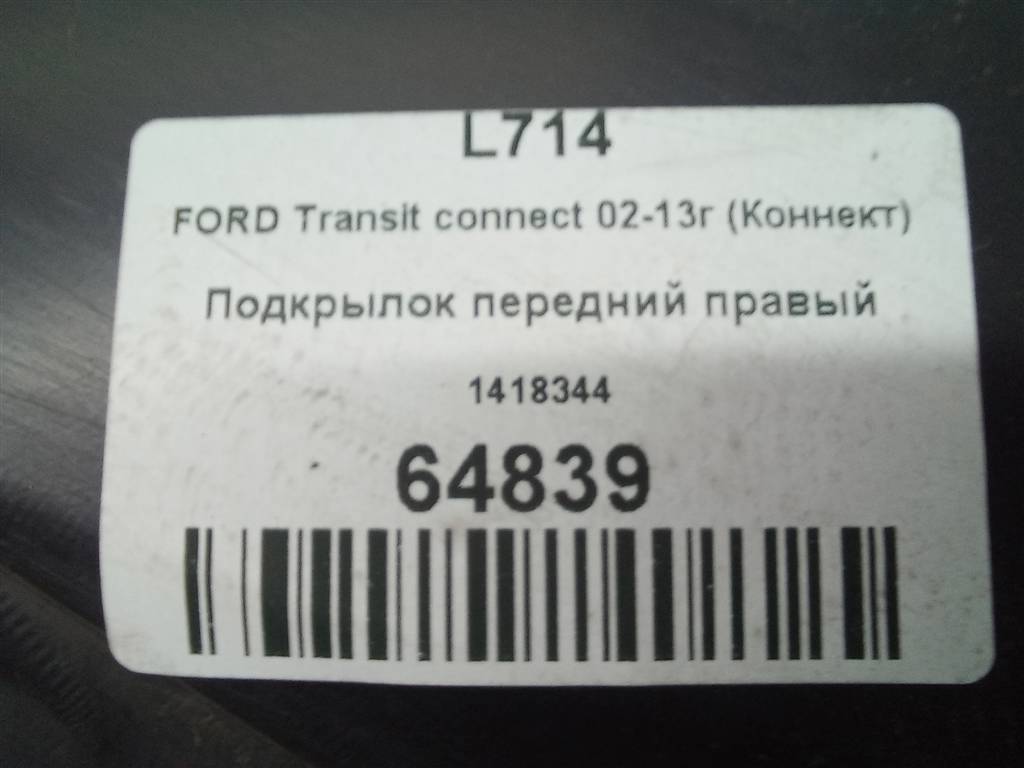 L714
FORD Transit connect 02-13г (Коннект)
Подкрылок передний правый
1418344
64839